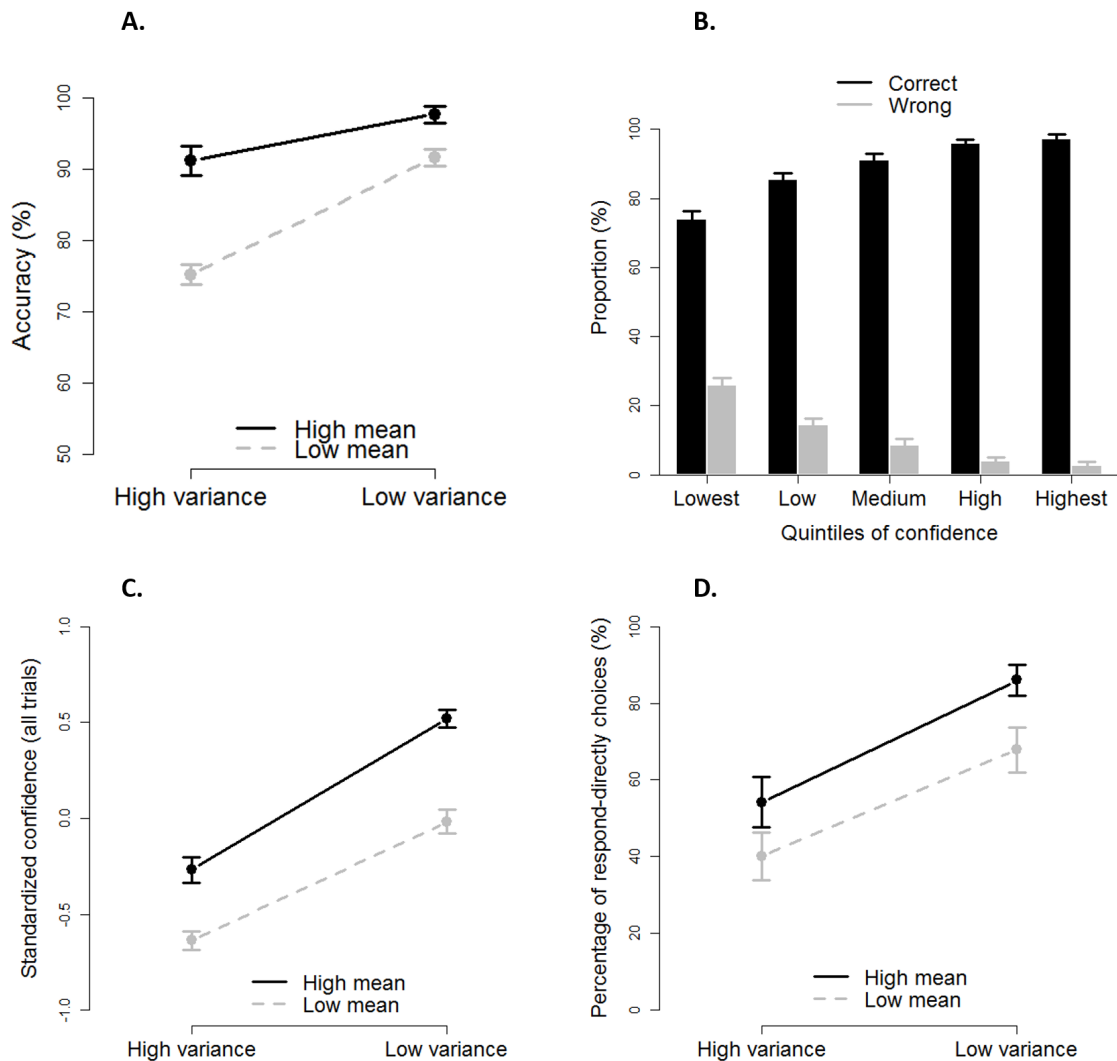 A.
Accuracy (%)
100
90
80
70
60
50
High mean
Low mean
High variance
Low variance
B.
Correct
Wrong
Proportion (%)
100
80
60
40
20
0
Lowest
Low
Medium
High
Highest
Quintiles of confidence
C.
Standardized confidence (all trials)
1.0
0.5
0.0
-0.5
-1.0
High mean
Low mean
High variance
Low variance
D.
Percentage of respond-directly choices (%)
100
80
60
40
20
0
High mean
Low mean
High variance
Low variance